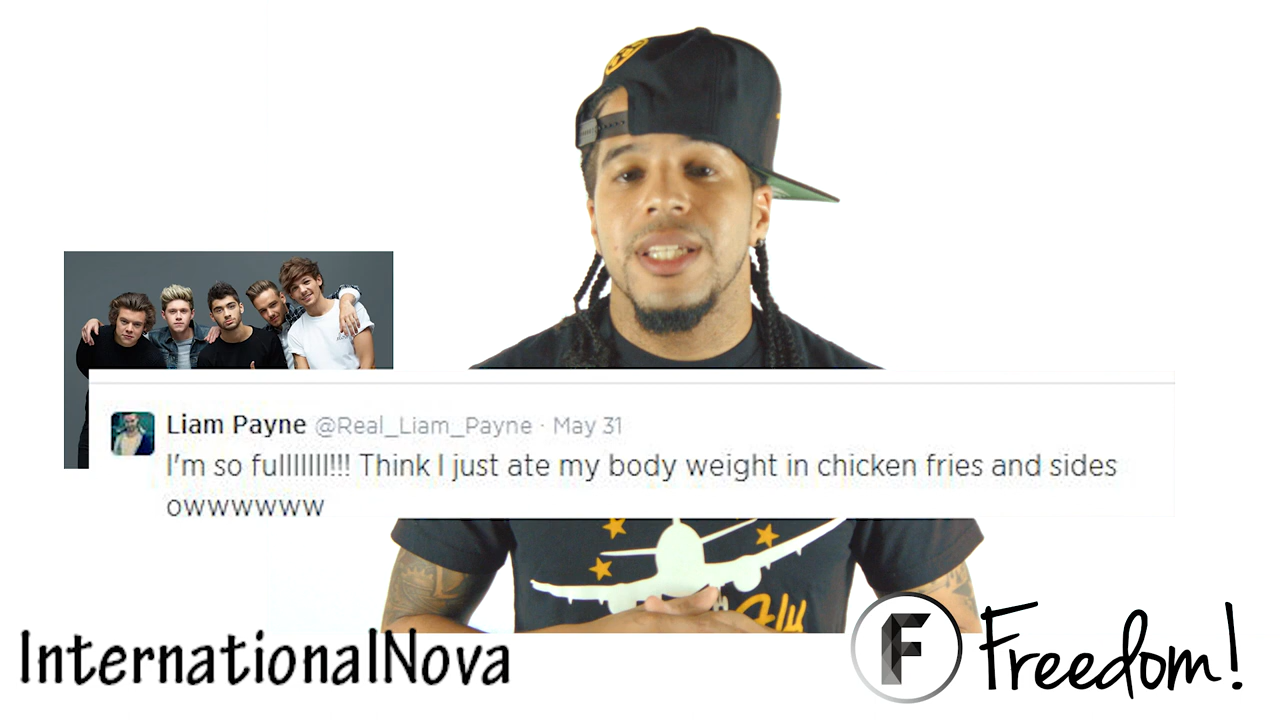 Liam Payne @Real_Liam_Payne · May 31
I'm so fullllllll!!! Think I just ate my body weight in chicken fries and sides
owwwwww
Fly
InternationalNova
F Freedom!